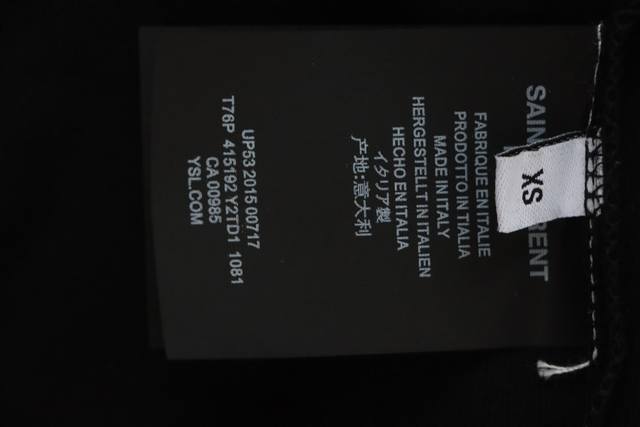 SAIN
RENT
XS
FABRIQUE EN ITALIE
PRODOTTO IN TIALIA
MADE IN ITALY
HERGESTELLT IN ITALIEN
HECHO EN ITALIA
イタリア製
产地:意大利
UP53 2015 00717
T76P 415192 Y2TD1 1081
CA 00985
YSL.COM